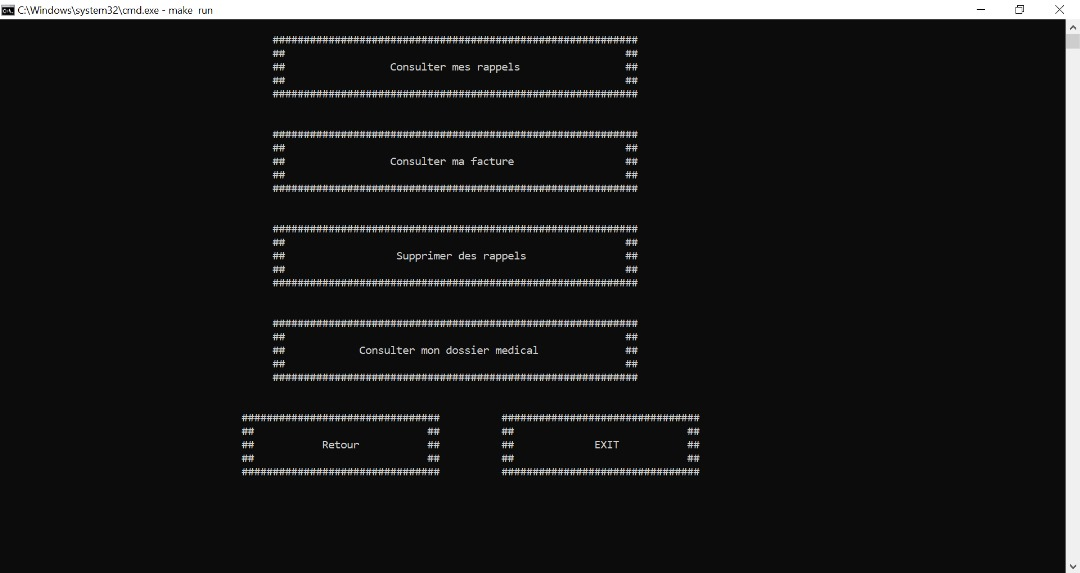 C:\Windows\system32\cmd.exe - make run
###########################################################
## ##
## Consulter mes rappels ##
## ##
###########################################################
###########################################################
## ##
## Consulter ma facture ##
## ##
###########################################################
###########################################################
## ##
## Supprimer des rappels ##
## ##
###########################################################
###########################################################
## ##
## Consulter mon dossier medical ##
## ##
###########################################################
################################ ################################
## ## ## ##
## Retour ## ## EXIT ##
## ## ## ##
################################ ################################